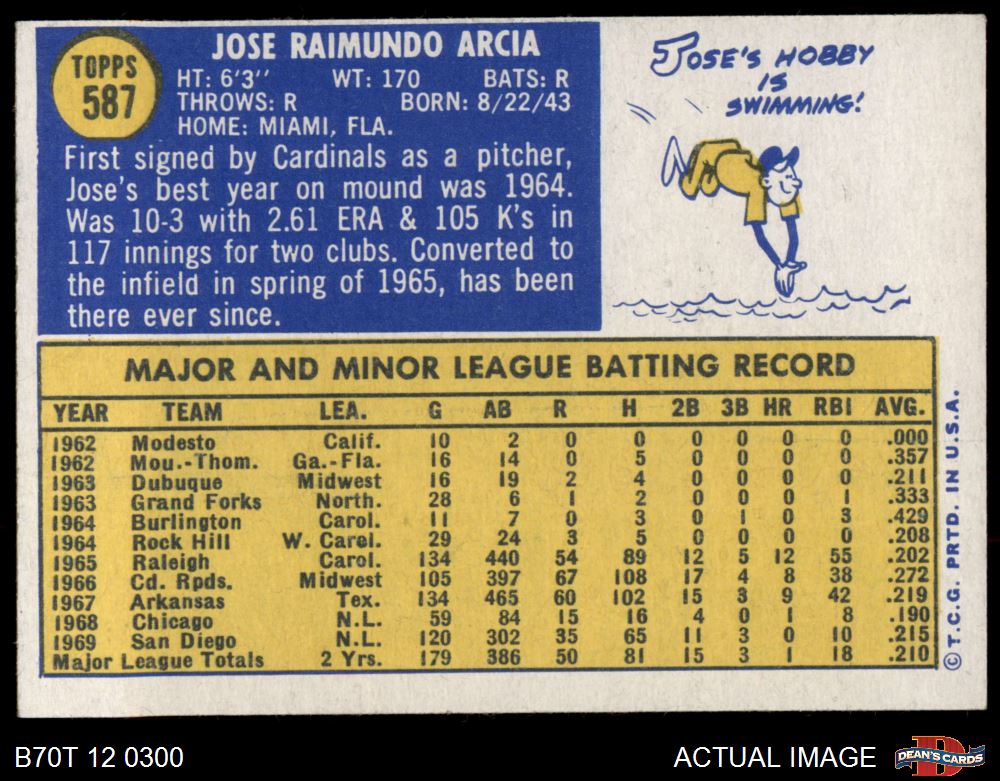 TOPPS
587
JOSE RAIMUNDO ARCIA
HT: 6'3" WT: 170 BATS: R
THROWS: R BORN: 8/22/43
HOME: MIAMI, FLA.
First signed by Cardinals as a pitcher,
Jose's best year on mound was 1964.
Was 10-3 with 2.61 ERA & 105 K's in
117 innings for two clubs. Converted to
the infield in spring of 1965, has been
there ever since.
JOSE'S HOBBY
IS
SWIMMING!
MAJOR AND MINOR LEAGUE BATTING RECORD
YEAR TEAM LEA. G AB R H 2B 3B HR RBI AVG.
1962 Modesto Calif. 10 2 0 0 0 0 0 0 .000
1962 Mou.-Thom. Ga.-Fla. 16 14 0 5 0 0 0 0 .357
1963 Dubuque Midwest 16 19 2 4 0 0 0 0 .211
1963 Grand Forks North. 28 6 1 2 0 0 0 1 .333
1964 Burlington Carol. 11 7 0 3 0 1 0 3 .429
1964 Rock Hill W. Carol. 29 24 3 5 0 0 0 0 .208
1965 Raleigh Carol. 134 440 54 89 12 5 12 55 .202
1966 Cd. Rpds. Midwest 105 397 67 108 17 4 8 38 .272
1967 Arkansas Tex. 134 465 60 102 15 3 9 42 .219
1968 Chicago N.L. 59 84 15 16 4 0 1 8 .190
1969 San Diego N.L. 120 302 35 65 11 3 0 10 .215
Major League Totals 2 Yrs. 179 386 50 81 15 3 1 18 .210
© T.C.G. PRTD. IN U.S.A.
B70T 12 0300
ACTUAL IMAGE
DEAN'S CARDS